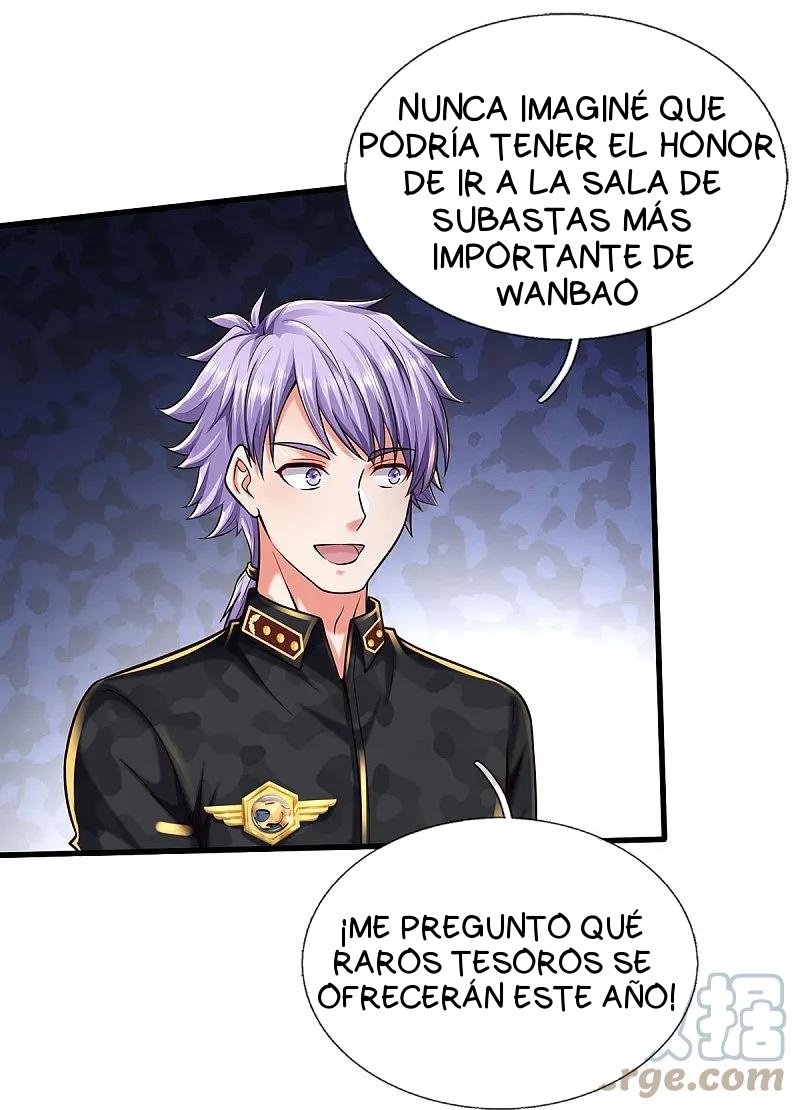 NUNCA IMAGINÉ QUE
PODRÍA TENER EL HONOR
DE IR A LA SALA DE
SUBASTAS MÁS
IMPORTANTE DE
WANBAO
¡ME PREGUNTO QUÉ
RAROS TESOROS SE
OFRECERÁN ESTE AÑO!
据
rge.com